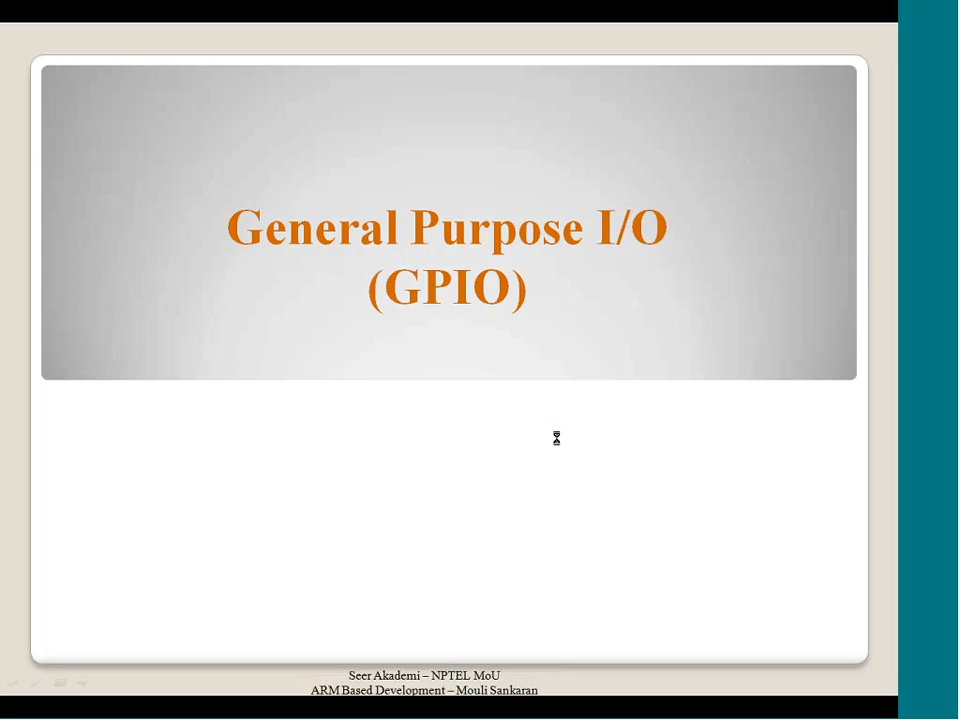 General Purpose I/O
(GPIO)
Seer Akademi – NPTEL MoU
ARM Based Development – Mouli Sankaran